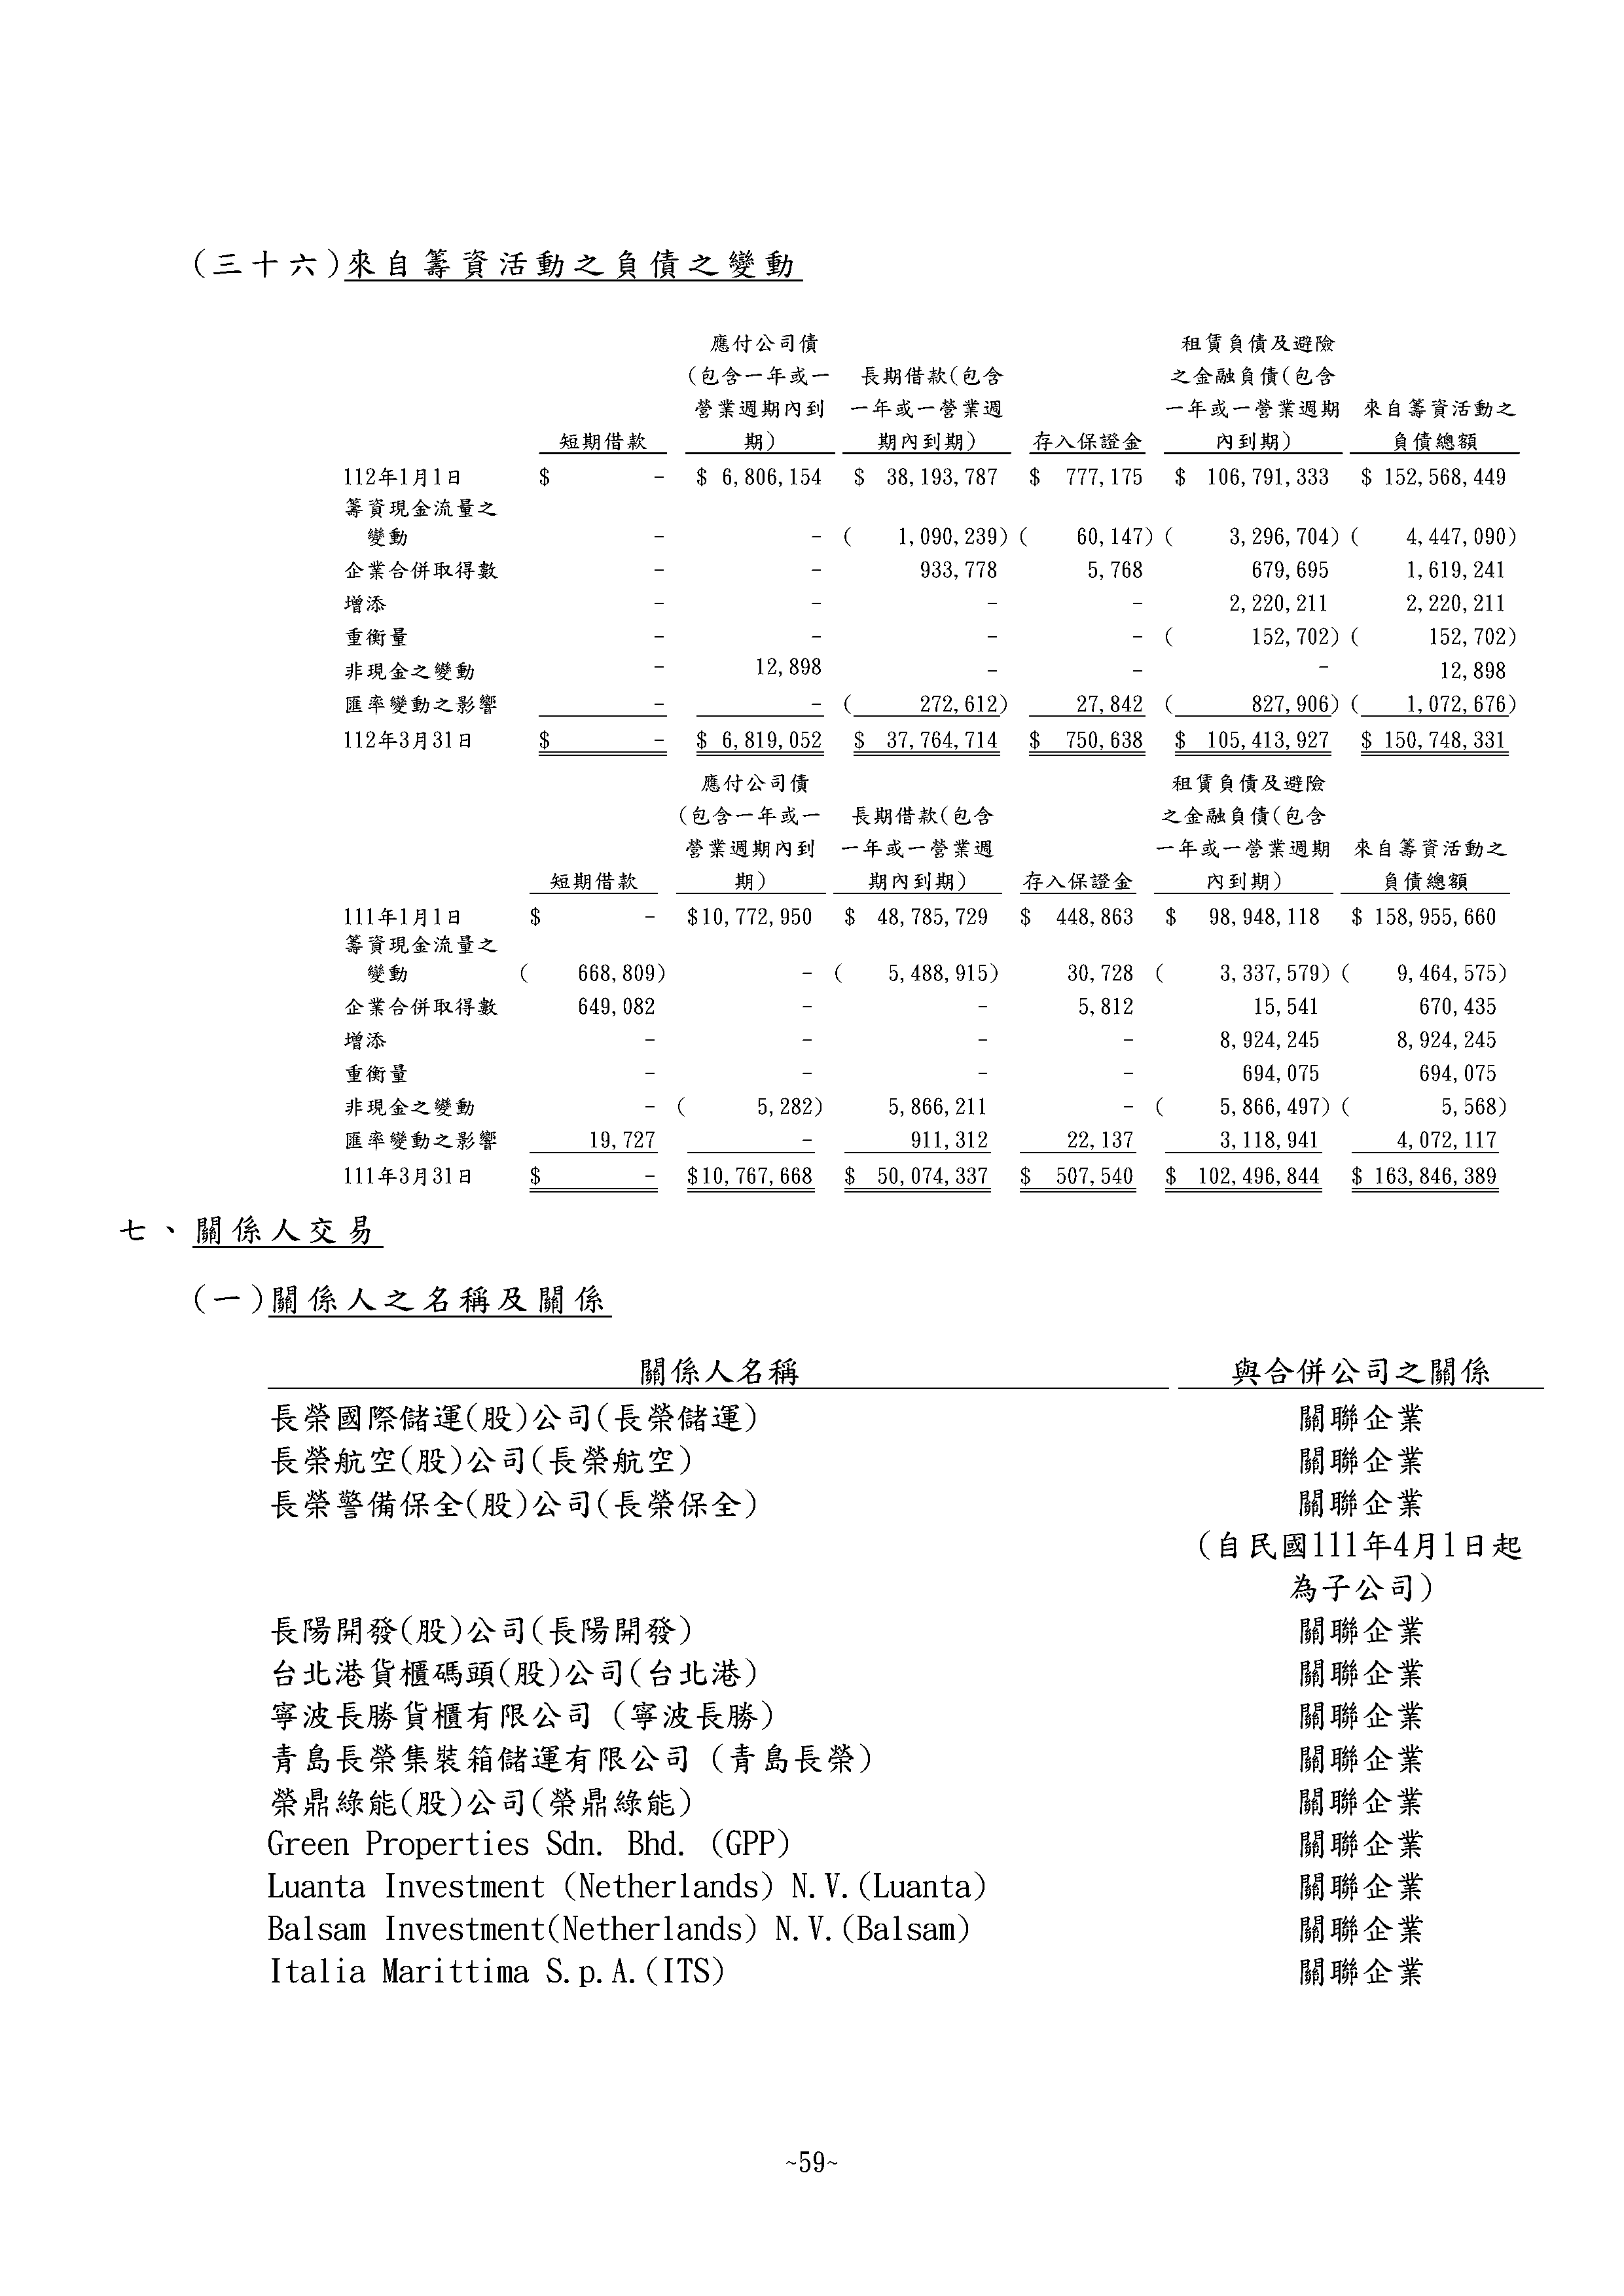 (三十六)來自籌資活動之負債之變動
應付公司債 租賃負債及避險
(包含一年或一 長期借款(包含 之金融負債(包含
營業週期內到 一年或一營業週 一年或一營業週期 來自籌資活動之
短期借款 期) 期內到期) 存入保證金 內到期) 負債總額
112年1月1日 $ - $ 6,806,154 $ 38,193,787 $ 777,175 $ 106,791,333 $ 152,568,449
籌資現金流量之
變動 - - ( 1,090,239) ( 60,147) ( 3,296,704) ( 4,447,090)
企業合併取得數 - - 933,778 5,768 679,695 1,619,241
增添 - - - - 2,220,211 2,220,211
重衡量 - - - - ( 152,702) ( 152,702)
非現金之變動 - 12,898 - - - 12,898
匯率變動之影響 - - ( 272,612) 27,842 ( 827,906) ( 1,072,676)
112年3月31日 $ - $ 6,819,052 $ 37,764,714 $ 750,638 $ 105,413,927 $ 150,748,331
應付公司債 租賃負債及避險
(包含一年或一 長期借款(包含 之金融負債(包含
營業週期內到 一年或一營業週 一年或一營業週期 來自籌資活動之
短期借款 期) 期內到期) 存入保證金 內到期) 負債總額
111年1月1日 $ - $10,772,950 $ 48,785,729 $ 448,863 $ 98,948,118 $ 158,955,660
籌資現金流量之
變動 ( 668,809) - ( 5,488,915) 30,728 ( 3,337,579) ( 9,464,575)
企業合併取得數 649,082 - - 5,812 15,541 670,435
增添 - - - - 8,924,245 8,924,245
重衡量 - - - - 694,075 694,075
非現金之變動 - ( 5,282) 5,866,211 - ( 5,866,497) ( 5,568)
匯率變動之影響 19,727 - 911,312 22,137 3,118,941 4,072,117
111年3月31日 $ - $10,767,668 $ 50,074,337 $ 507,540 $ 102,496,844 $ 163,846,389
七、關係人交易
(一)關係人之名稱及關係
關係人名稱 與合併公司之關係
長榮國際儲運(股)公司(長榮儲運) 關聯企業
長榮航空(股)公司(長榮航空) 關聯企業
長榮警備保全(股)公司(長榮保全) 關聯企業
(自民國111年4月1日起
為子公司)
長陽開發(股)公司(長陽開發) 關聯企業
台北港貨櫃碼頭(股)公司(台北港) 關聯企業
寧波長勝貨櫃有限公司 (寧波長勝) 關聯企業
青島長榮集裝箱儲運有限公司 (青島長榮) 關聯企業
榮鼎綠能(股)公司(榮鼎綠能) 關聯企業
Green Properties Sdn. Bhd. (GPP) 關聯企業
Luanta Investment (Netherlands) N.V.(Luanta) 關聯企業
Balsam Investment(Netherlands) N.V.(Balsam) 關聯企業
Italia Marittima S.p.A.(ITS) 關聯企業
~59~